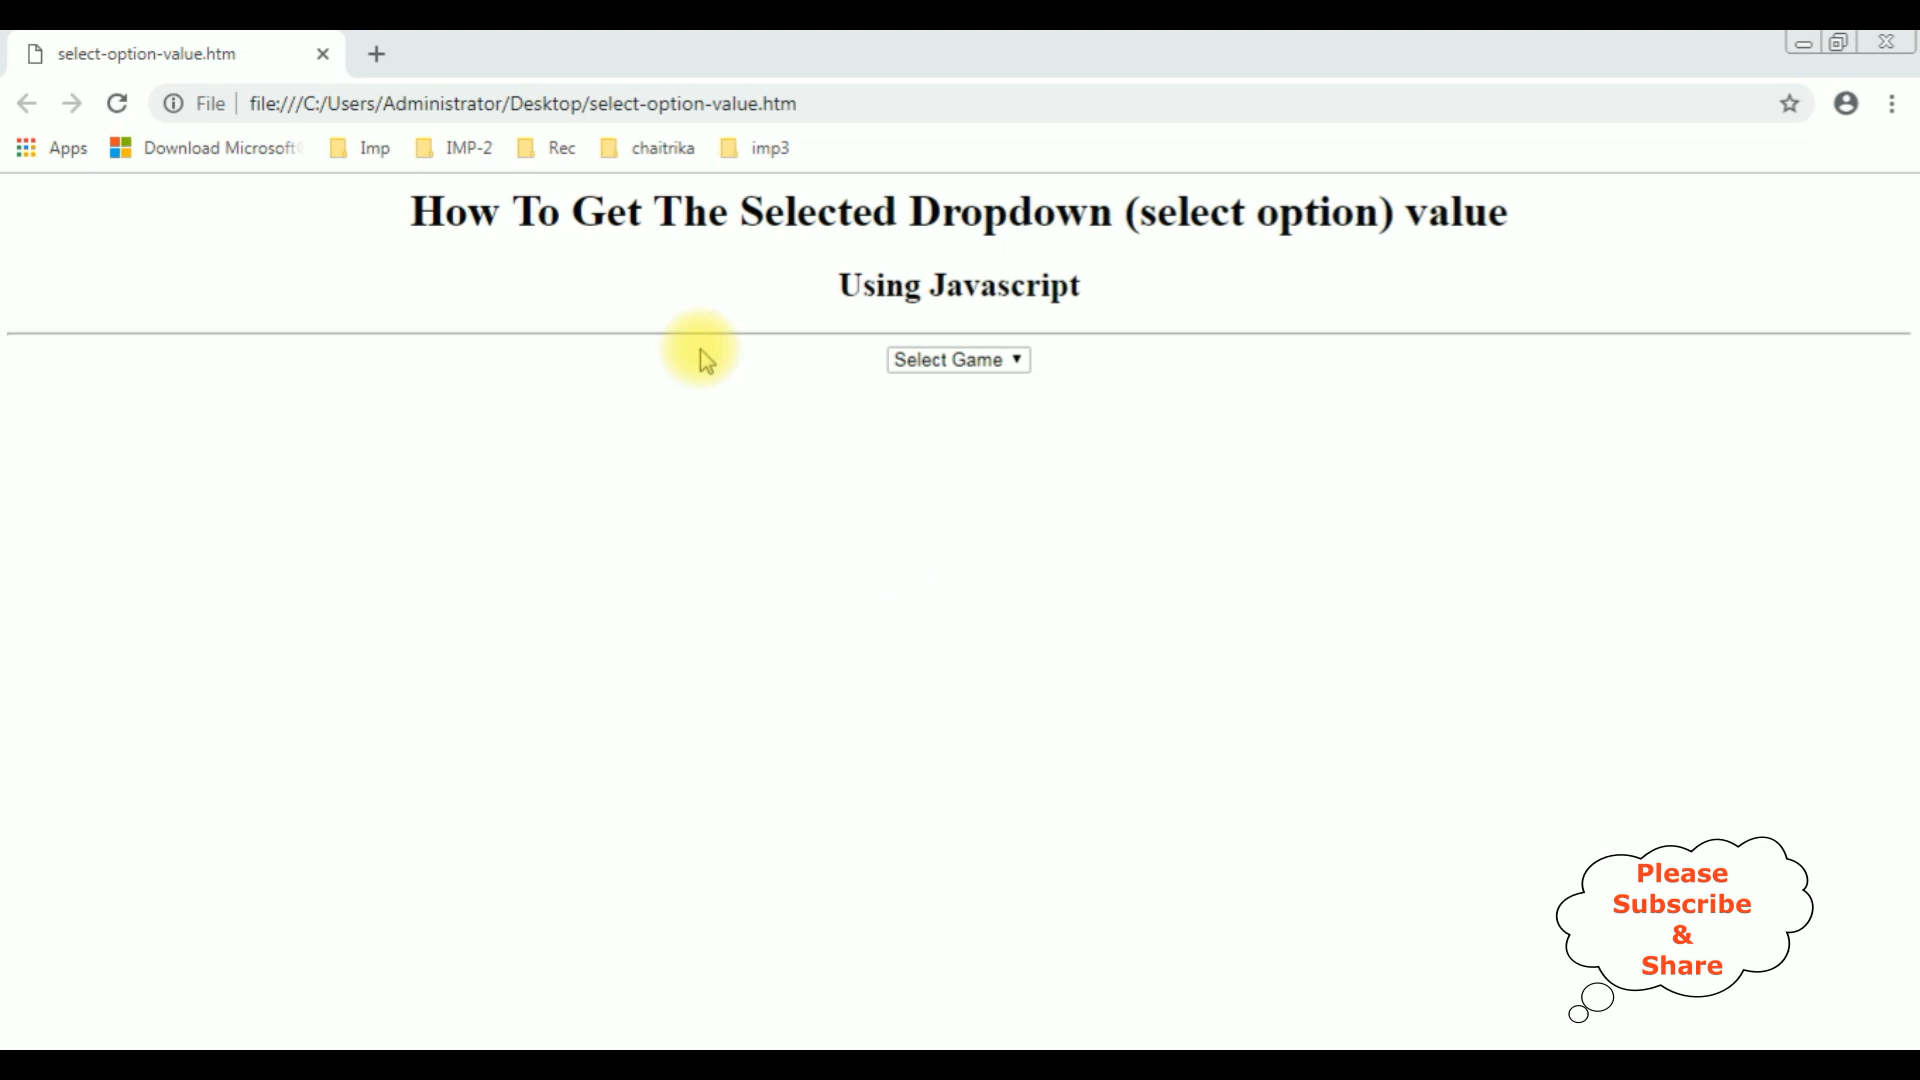 select-option-value.htm
File file:///C:/Users/Administrator/Desktop/select-option-value.htm
Apps Download Microsoft Imp IMP-2 Rec chaitrika imp3
How To Get The Selected Dropdown (select option) value
Using Javascript
Select Game
Please
Subscribe
&
Share